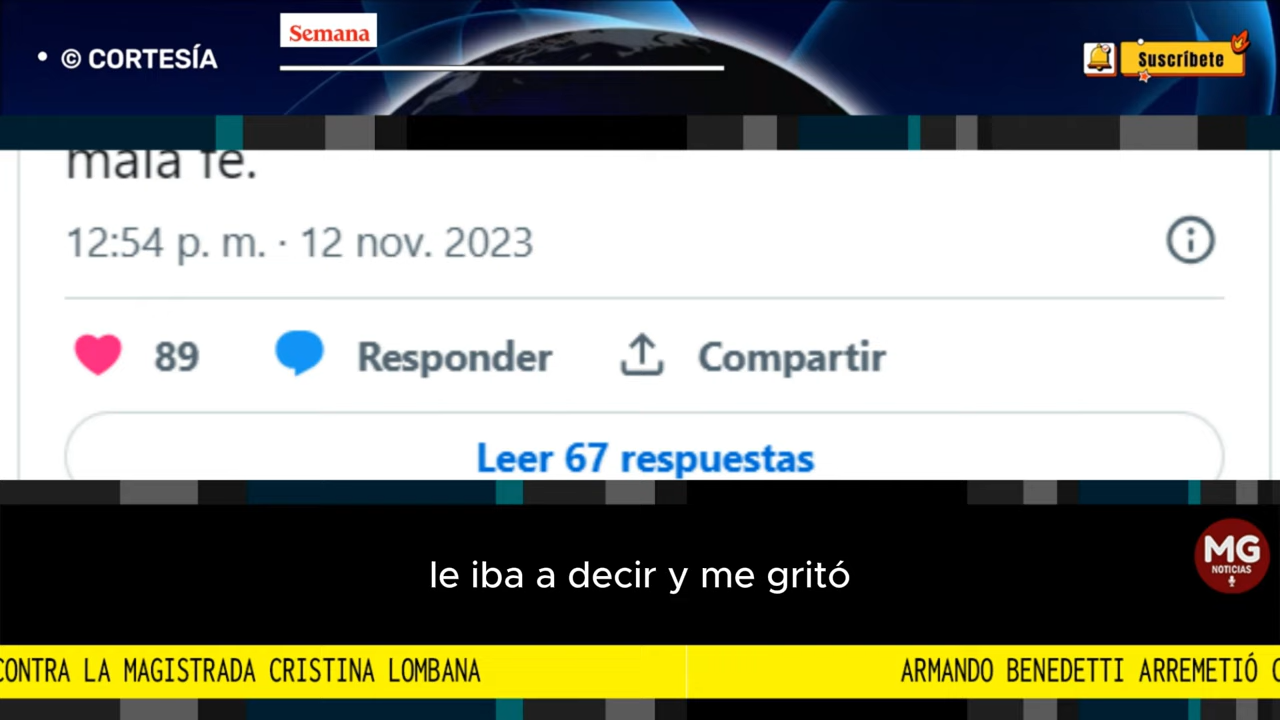 Semana
• © CORTESÍA
Suscríbete
mala fe.
12:54 p. m. · 12 nov. 2023
89 Responder Compartir
Leer 67 respuestas
MG
NOTICIAS
le iba a decir y me gritó
CONTRA LA MAGISTRADA CRISTINA LOMBANA ARMANDO BENEDETTI ARREMETIÓ C